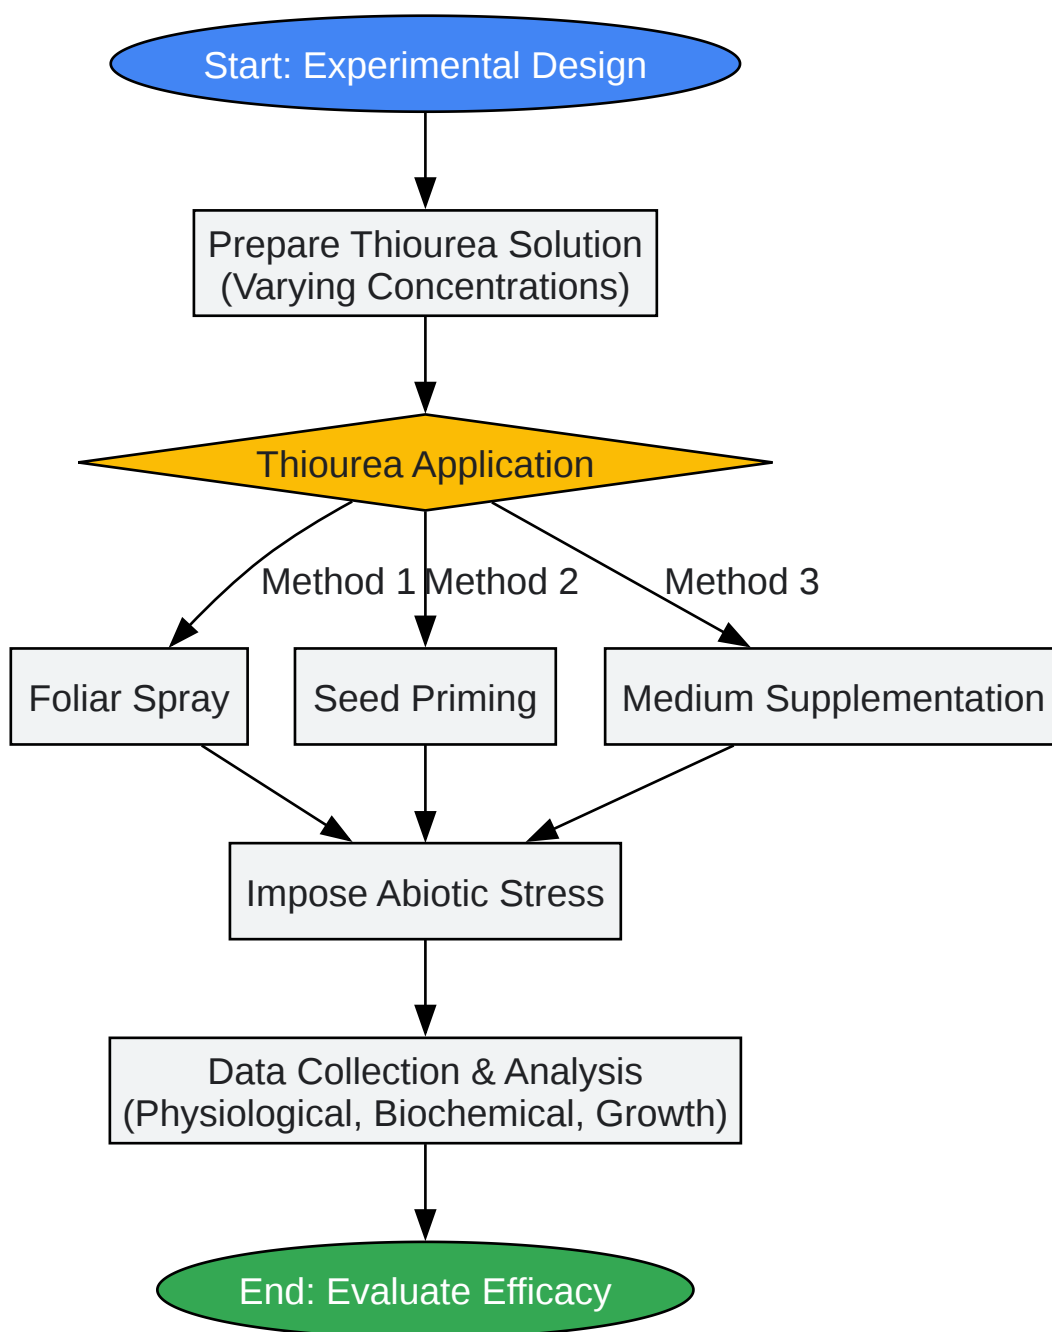 Start: Experimental Design
Prepare Thiourea Solution
(Varying Concentrations)
Thiourea Application
Method 1
Method 2
Method 3
Foliar Spray
Seed Priming
Medium Supplementation
Impose Abiotic Stress
Data Collection & Analysis
(Physiological, Biochemical, Growth)
End: Evaluate Efficacy